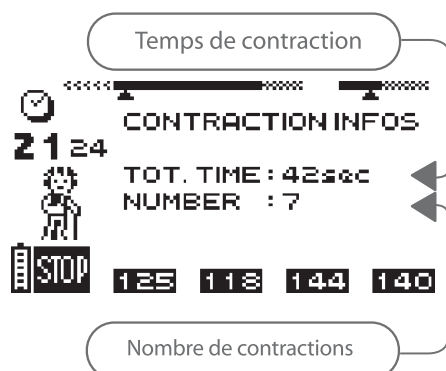 Temps de contraction
CONTRACTION INFOS
21 24
TOT. TIME : 42sec
NUMBER : 7
STOP 125 118 144 140
Nombre de contractions